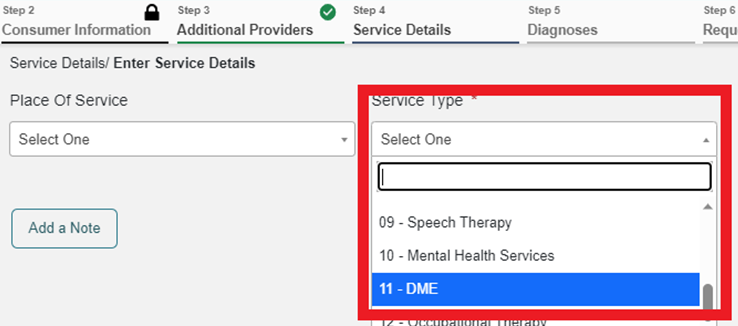 Step 2
Consumer Information
Step 3
Additional Providers
Step 4
Service Details
Step 5
Diagnoses
Step 6
Requ
Service Details/ Enter Service Details
Place Of Service
Select One
Add a Note
Service Type *
Select One
09 - Speech Therapy
10 - Mental Health Services
11 - DME
12 - Occupational Therapy